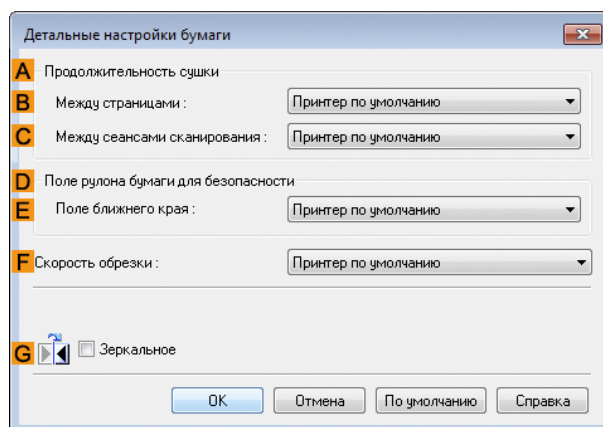 Детальные настройки бумаги
A Продолжительность сушки
B Между страницами : Принтер по умолчанию
C Между сеансами сканирования : Принтер по умолчанию
D Поле рулона бумаги для безопасности
E Поле ближнего края : Принтер по умолчанию
F Скорость обрезки : Принтер по умолчанию
G Зеркальное
OK Отмена По умолчанию Справка